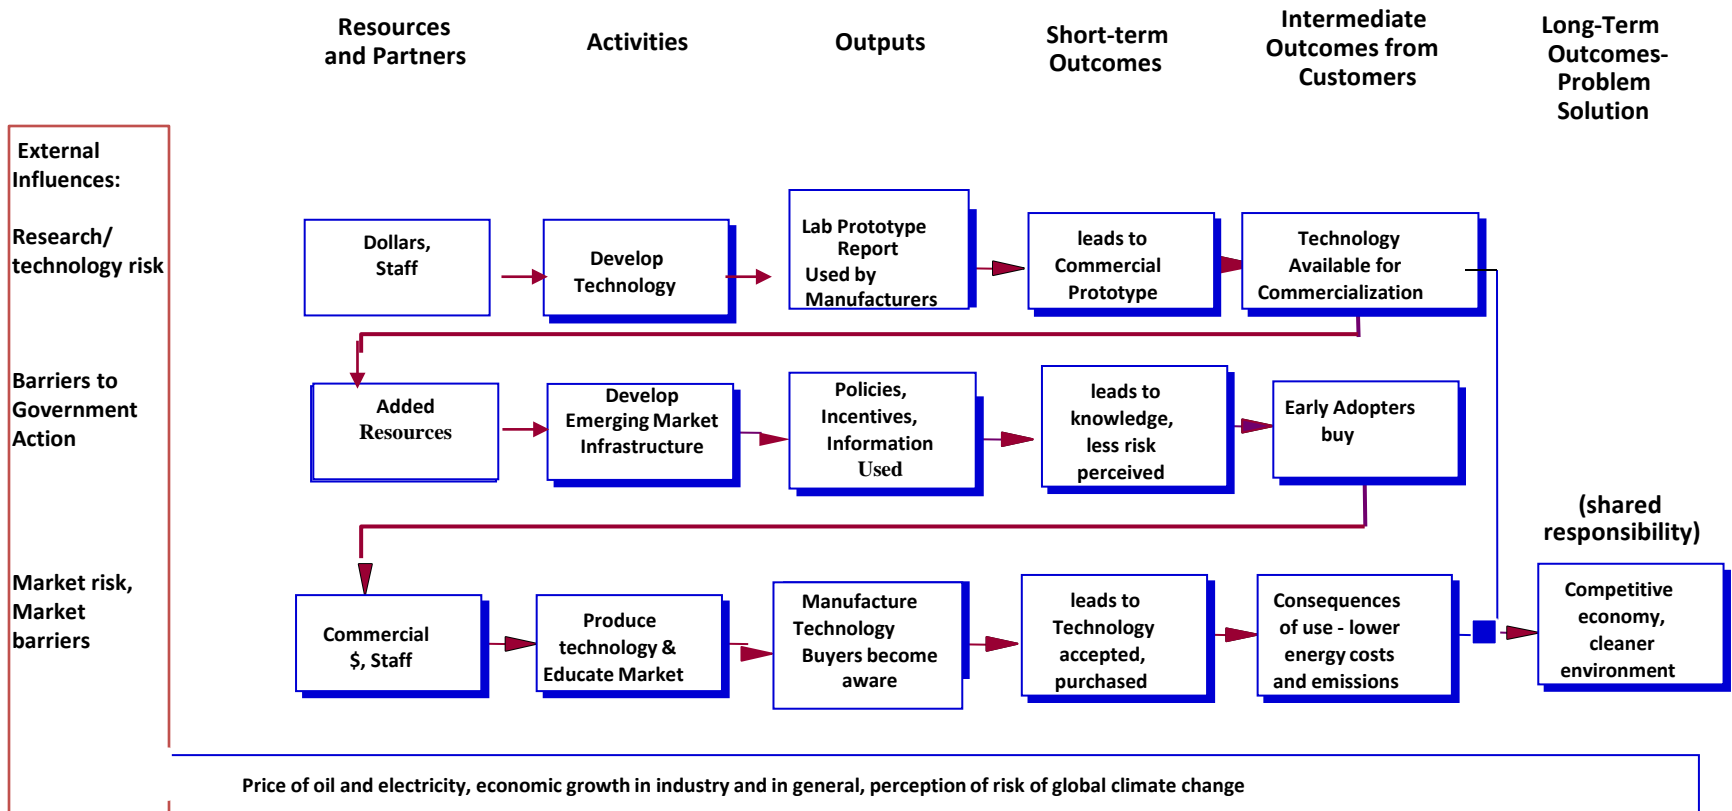 Resources
and Partners
Activities
Outputs
Short-term
Outcomes
Intermediate
Outcomes from
Customers
Long-Term
Outcomes-
Problem
Solution
External
Influences:
Research/
technology risk
Dollars,
Staff
Develop
Technology
Lab Prototype
Report
Used by
Manufacturers
leads to
Commercial
Prototype
Technology
Available for
Commercialization
Barriers to
Government
Action
Added
Resources
Develop
Emerging Market
Infrastructure
Policies,
Incentives,
Information
Used
leads to
knowledge,
less risk
perceived
Early Adopters
buy
(shared
responsibility)
Market risk,
Market
barriers
Commercial
$, Staff
Produce
technology &
Educate Market
Manufacture
Technology
Buyers become
aware
leads to
Technology
accepted,
purchased
Consequences
of use - lower
energy costs
and emissions
Competitive
economy,
cleaner
environment
Price of oil and electricity, economic growth in industry and in general, perception of risk of global climate change